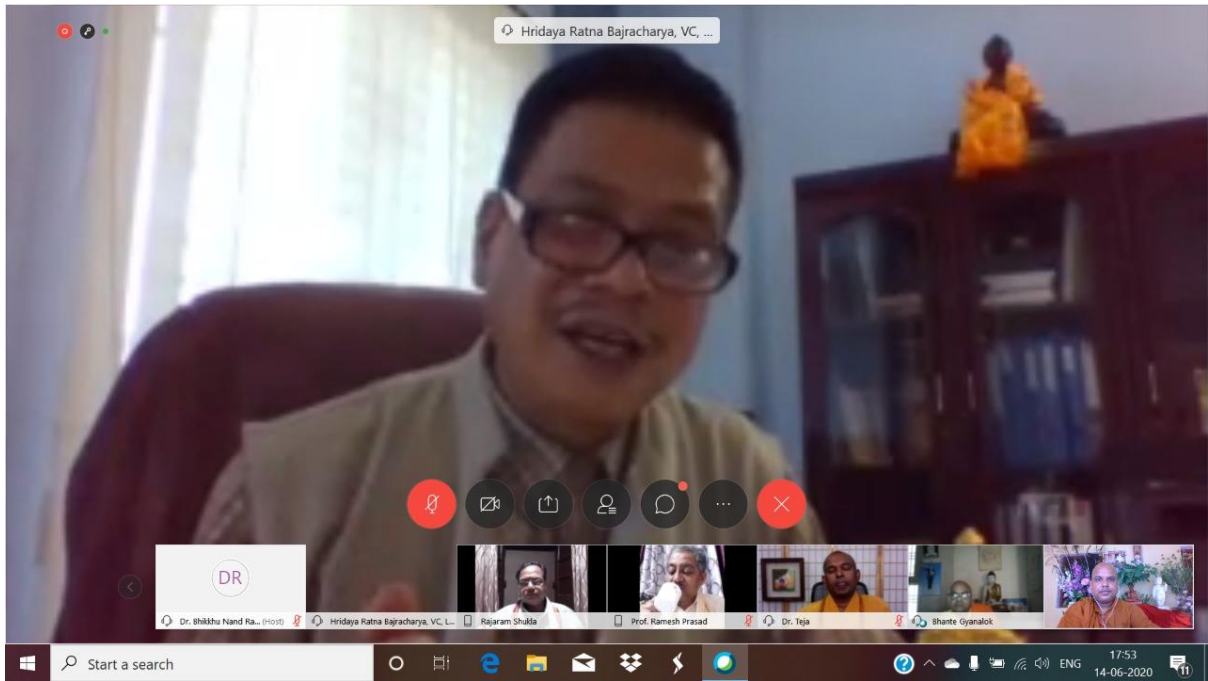 Hridaya Ratna Bajracharya, VC, ...
DR
Dr. Bhikkhu Nand Ra... (Host)
Hridaya Ratna Bajracharya, VC, L...
Rajaram Shukla
Prof. Ramesh Prasad
Dr. Teja
Bhante Gyanalok
Start a search
ENG
17:53
14-06-2020
11